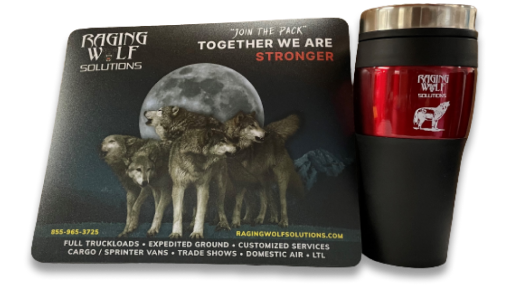 RAGING
WOLF
SOLUTIONS
"JOIN THE PACK"
TOGETHER WE ARE
STRONGER
855-965-3725
RAGINGWOLFSOLUTIONS.COM
FULL TRUCKLOADS • EXPEDITED GROUND • CUSTOMIZED SERVICES
CARGO / SPRINTER VANS • TRADE SHOWS • DOMESTIC AIR • LTL
RAGING
WOLF
SOLUTIONS